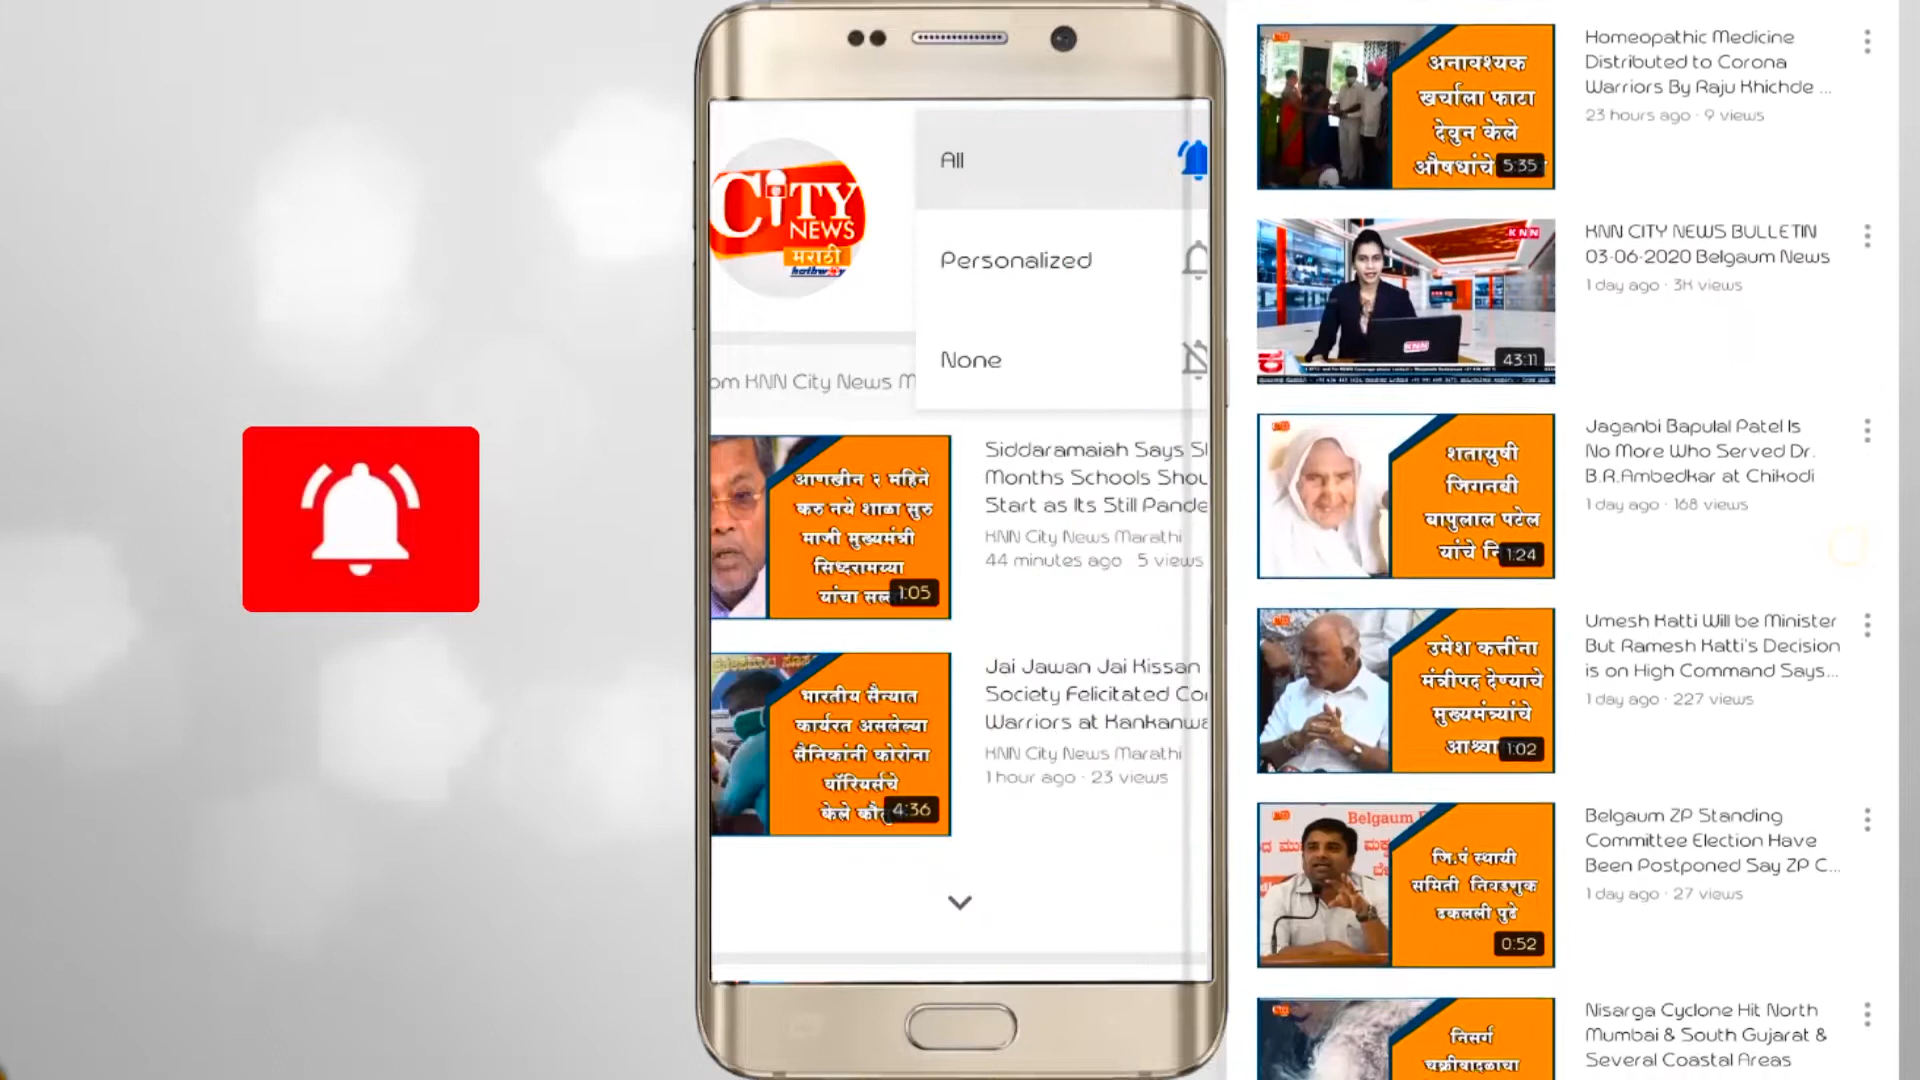 CiTY
NEWS
मराठी
hathway
All
Personalized
None
om KNN City News M
आणखीन २ महिने
करु नये शाळा सुरु
माजी मुख्यमंत्री
सिध्दरामय्या
यांचा
1:05
Siddaramaiah Says
Months Schools Shou
Start as Its Still Pande
KNN City News Marathi
44 minutes ago 5 views
भारतीय सैन्यात
कार्यरत असलेल्या
सैनिकांनी कोरोना
वॉरियर्सचे
केले
4:36
Jai Jawan Jai Kissan
Society Felicitated Co
Warriors at Kankanwa
KNN City News Marathi
1 hour ago · 23 views
अनावश्यक
खर्चाला फाटा
देवुन केले
औषधांचे
5:35
Homeopathic Medicine
Distributed to Corona
Warriors By Raju Khichde ...
23 hours ago · 9 views
KNN
KNN
43:11
KNN CITY NEWS BULLETIN
03-06-2020 Belgaum News
1 day ago · 3K views
शतायुषी
जिगनबी
बापुलाल पटेल
यांचे
1:24
Jaganbi Bapulal Patel Is
No More Who Served Dr.
B.R.Ambedkar at Chikodi
1 day ago · 168 views
उमेश कत्तींना
मंत्रीपद देण्याचे
मुख्यमंत्र्यांचे
1:02
Umesh Katti Will be Minister
But Ramesh Katti's Decision
is on High Command Says...
1 day ago · 227 views
Belgaum
जि.पं स्थायी
समिती निवडणुक
ढकलली पुढे
0:52
Belgaum ZP Standing
Committee Election Have
Been Postponed Say ZP C...
1 day ago · 27 views
निसर्ग
चक्रीवादळाचा
Nisarga Cyclone Hit North
Mumbai & South Gujarat &
Several Coastal Areas